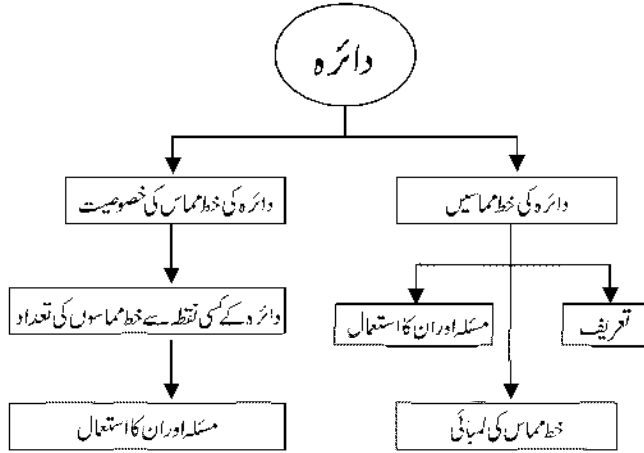 دائرہ
دائرہ کی خط مماسیں
دائرہ کی خط مماس کی خصوصیت
تعریف
مسئلہ اور ان کا استعمال
دائرہ کے کسی نقطہ سے خط مماسوں کی تعداد
خط مماس کی لمبائی
مسئلہ اور ان کا استعمال